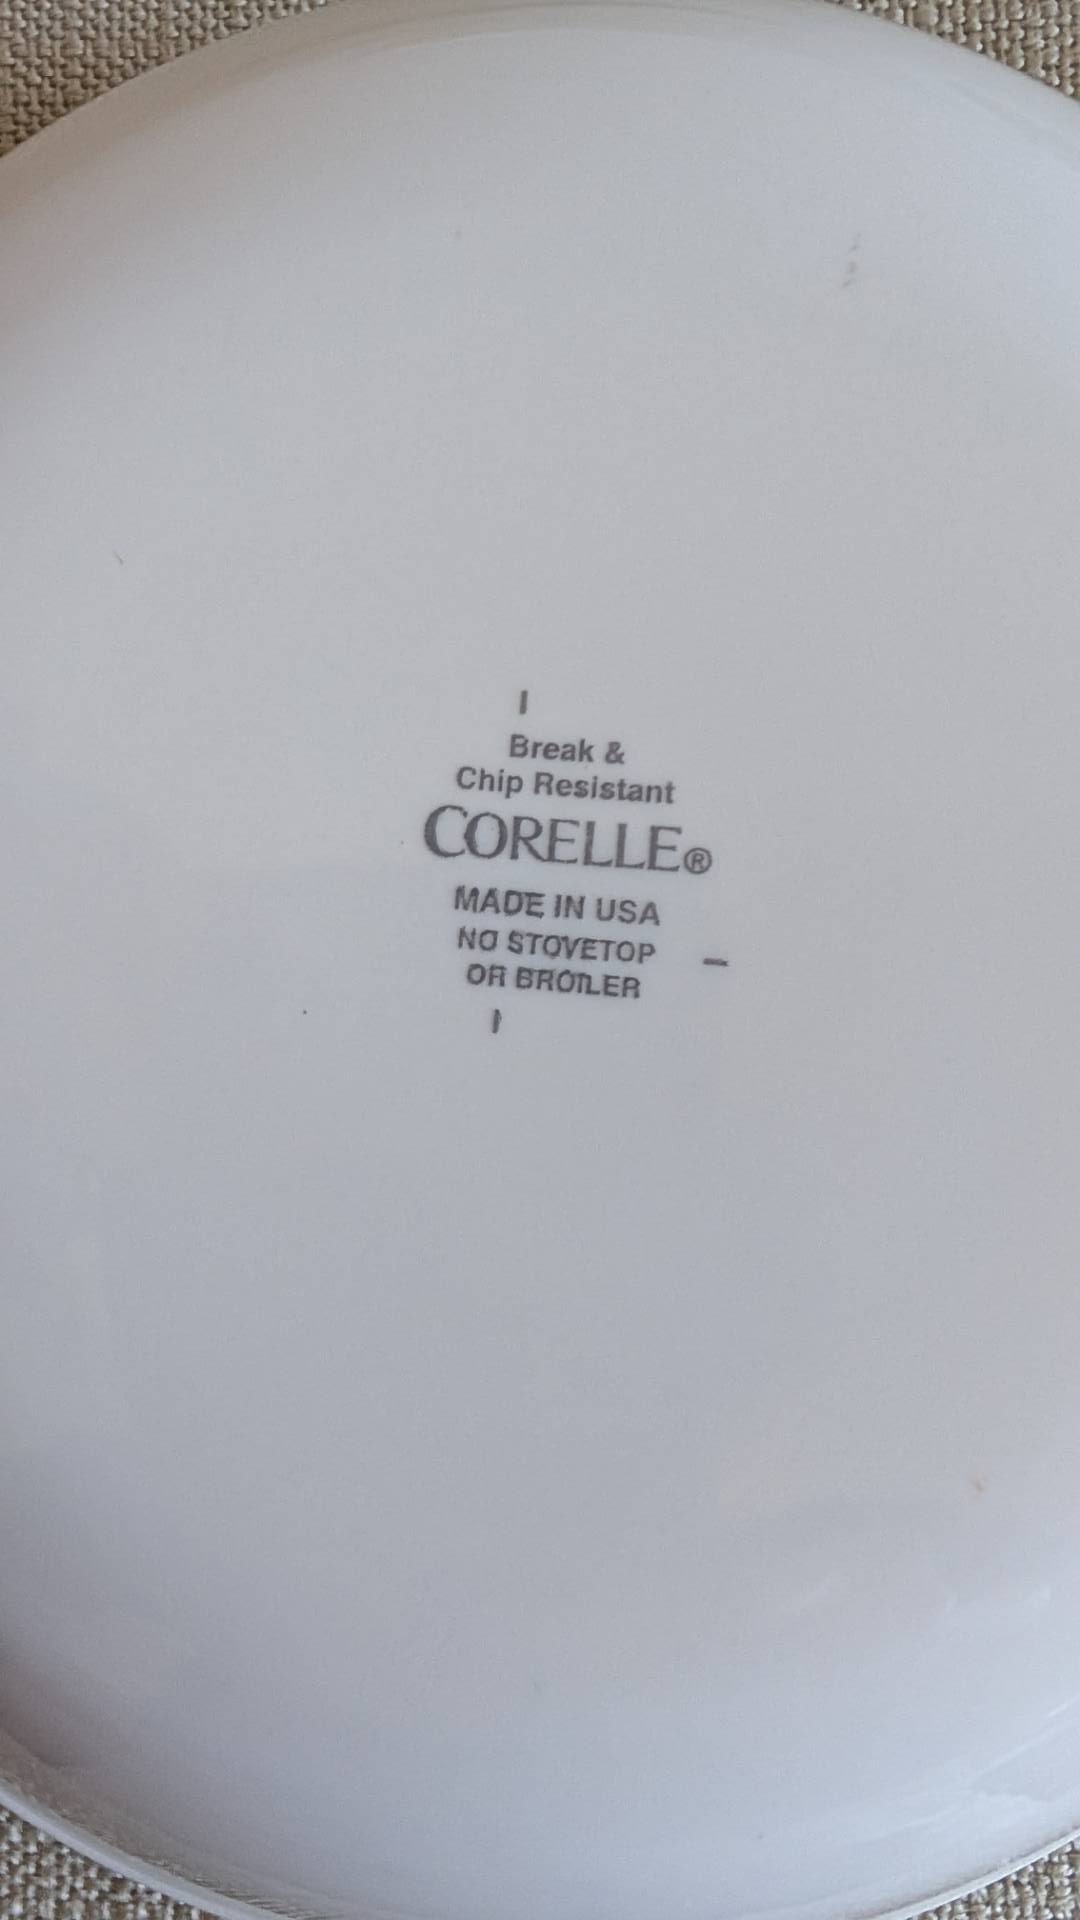 Break &
Chip Resistant
CORELLE®
MADE IN USA
NO STOVETOP
OR BROILER